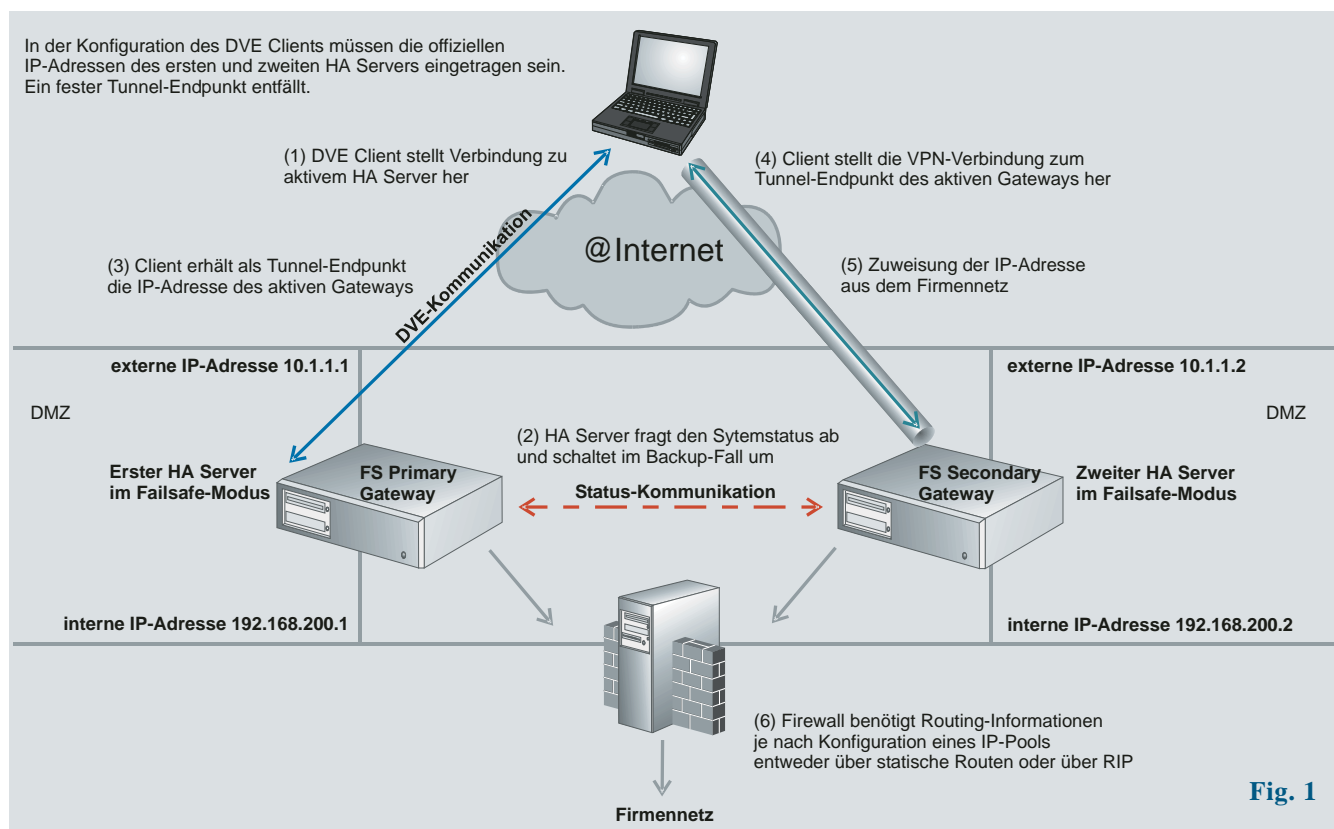 In der Konfiguration des DVE Clients müssen die offiziellen
IP-Adressen des ersten und zweiten HA Servers eingetragen sein.
Ein fester Tunnel-Endpunkt entfällt.
(1) DVE Client stellt Verbindung zu
aktivem HA Server her
(4) Client stellt die VPN-Verbindung zum
Tunnel-Endpunkt des aktiven Gateways her
@Internet
(3) Client erhält als Tunnel-Endpunkt
die IP-Adresse des aktiven Gateways
DVE-Kommunikation
(5) Zuweisung der IP-Adresse
aus dem Firmennetz
externe IP-Adresse 10.1.1.1
externe IP-Adresse 10.1.1.2
DMZ
DMZ
(2) HA Server fragt den Sytemstatus ab
und schaltet im Backup-Fall um
Erster HA Server
im Failsafe-Modus
FS Primary
Gateway
Status-Kommunikation
FS Secondary
Gateway
Zweiter HA Server
im Failsafe-Modus
interne IP-Adresse 192.168.200.1
interne IP-Adresse 192.168.200.2
(6) Firewall benötigt Routing-Informationen
je nach Konfiguration eines IP-Pools
entweder über statische Routen oder über RIP
Firmennetz
Fig. 1